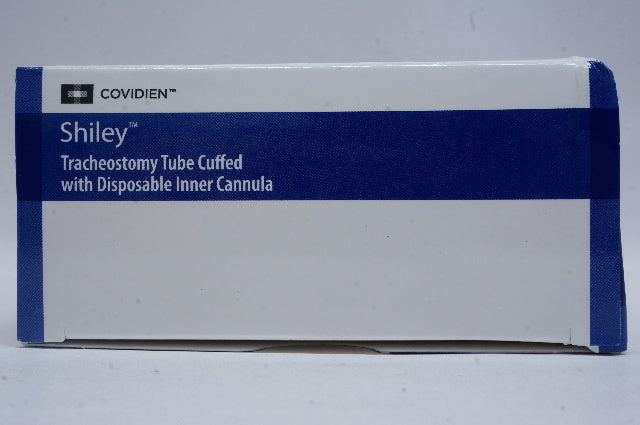 COVIDIEN™
Shiley™
Tracheostomy Tube Cuffed
with Disposable Inner Cannula